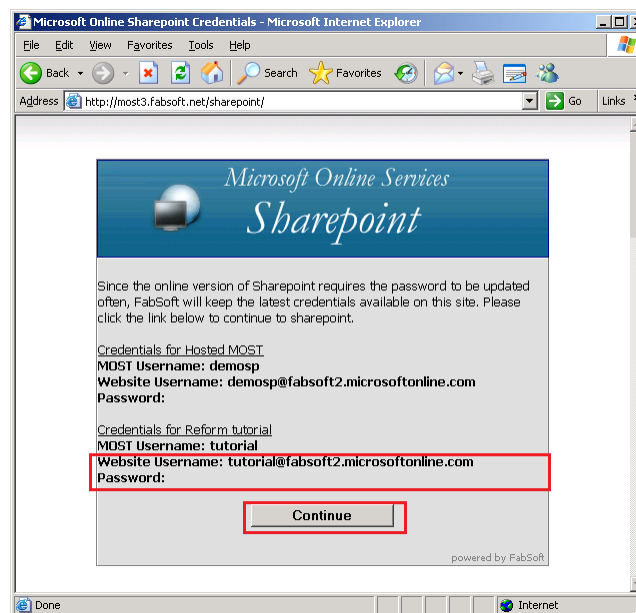 Microsoft Online Sharepoint Credentials - Microsoft Internet Explorer
File Edit View Favorites Tools Help
Back Search Favorites
Address http://most3.fabsoft.net/sharepoint/ Go Links
Microsoft Online Services
Sharepoint
Since the online version of Sharepoint requires the password to be updated
often, FabSoft will keep the latest credentials available on this site. Please
click the link below to continue to sharepoint.
Credentials for Hosted MOST
MOST Username: demosp
Website Username: demosp@fabsoft2.microsoftonline.com
Password:
Credentials for Reform tutorial
MOST Username: tutorial
Website Username: tutorial@fabsoft2.microsoftonline.com
Password:
Continue
powered by FabSoft
Done Internet